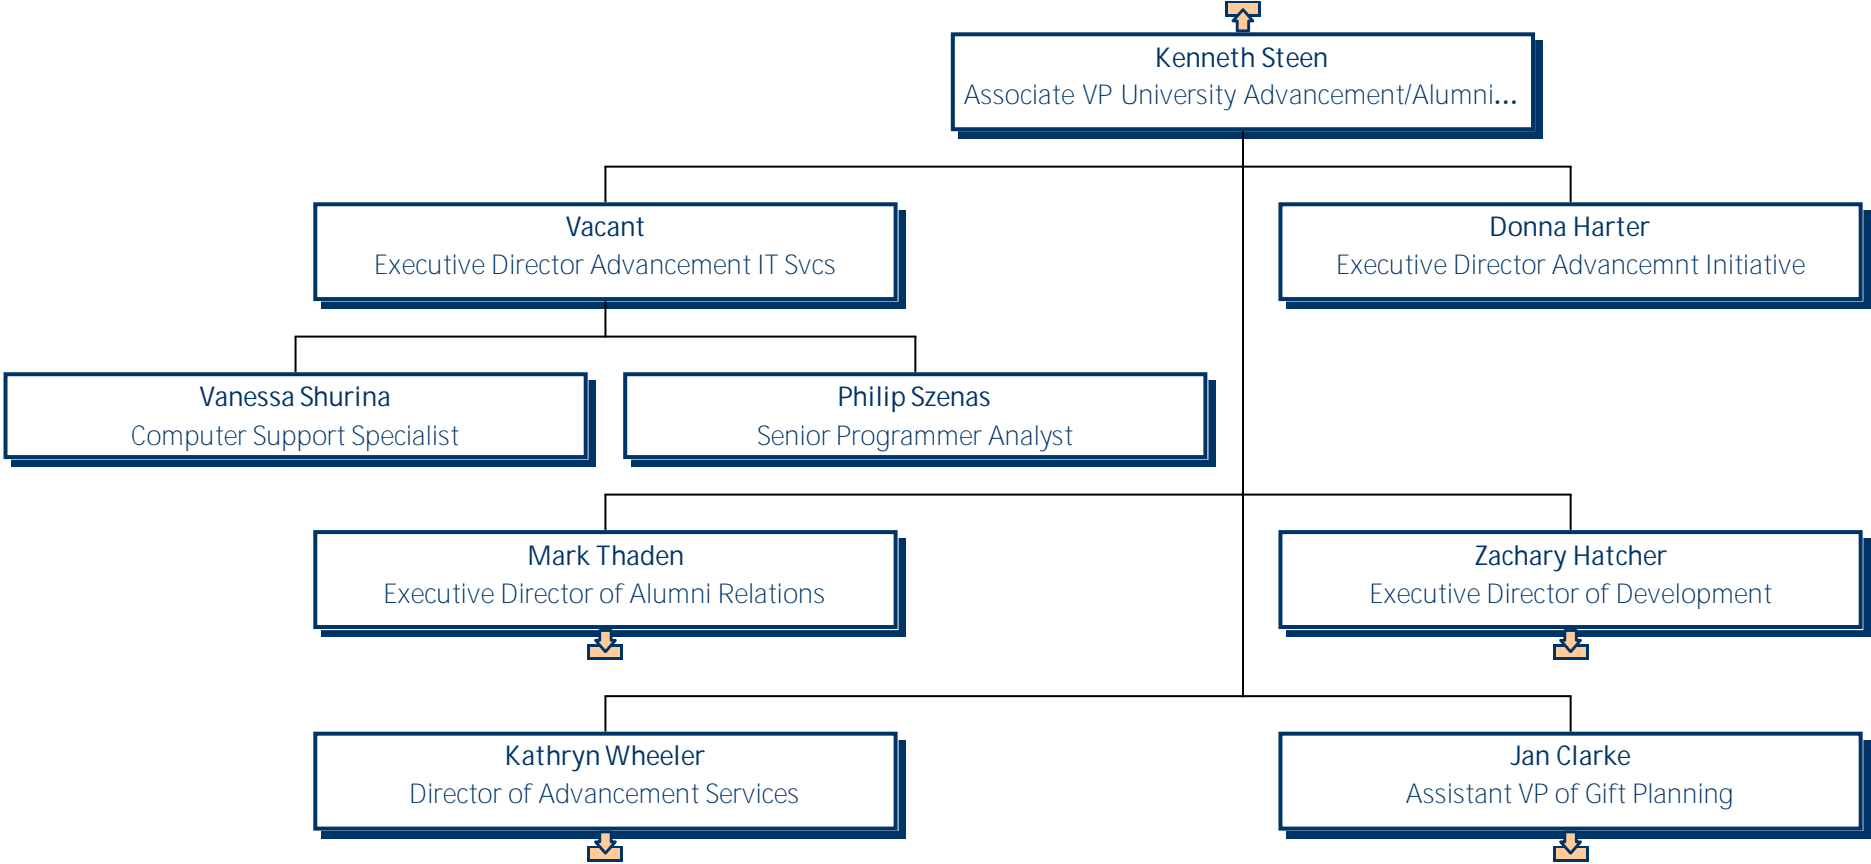 Kenneth Steen
Associate VP University Advancement/Alumni...
Vacant
Executive Director Advancement IT Svcs
Donna Harter
Executive Director Advancemnt Initiative
Vanessa Shurina
Computer Support Specialist
Philip Szenas
Senior Programmer Analyst
Mark Thaden
Executive Director of Alumni Relations
Zachary Hatcher
Executive Director of Development
Kathryn Wheeler
Director of Advancement Services
Jan Clarke
Assistant VP of Gift Planning